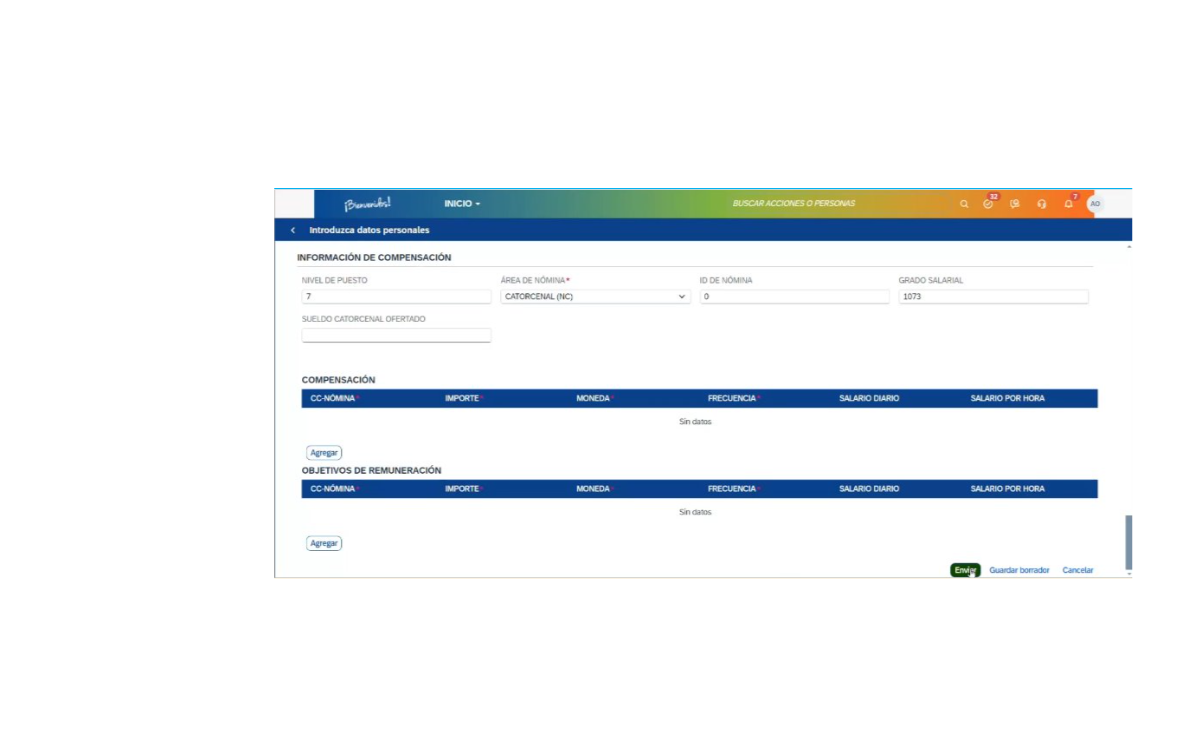 ¡Bienvenidos! INICIO BUSCAR ACCIONES O PERSONAS 32 7 AO
Introduzca datos personales
INFORMACIÓN DE COMPENSACIÓN
NIVEL DE PUESTO ÁREA DE NÓMINA* ID DE NÓMINA GRADO SALARIAL
7 CATORCENAL (NC) 0 1073
SUELDO CATORCENAL OFERTADO
COMPENSACIÓN
CC-NÓMINA* IMPORTE* MONEDA* FRECUENCIA* SALARIO DIARIO SALARIO POR HORA
Sin datos
Agregar
OBJETIVOS DE REMUNERACIÓN
CC-NÓMINA* IMPORTE* MONEDA* FRECUENCIA* SALARIO DIARIO SALARIO POR HORA
Sin datos
Agregar
Enviar Guardar borrador Cancelar